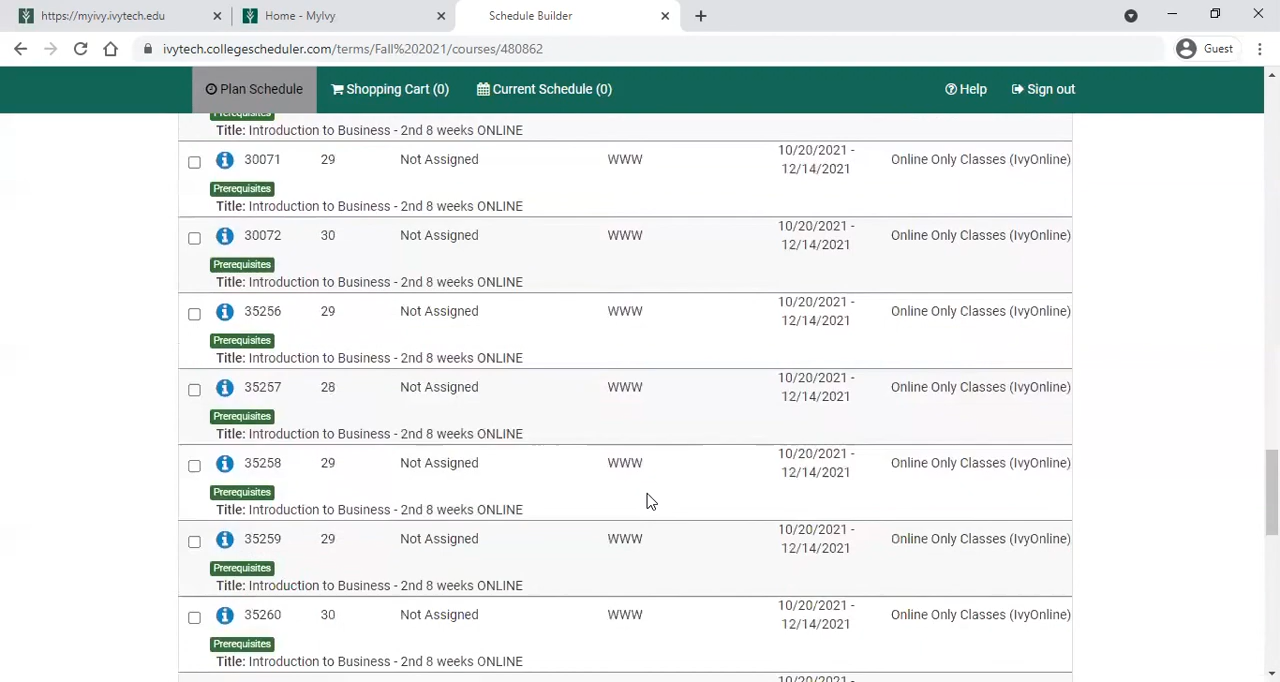 https://myivy.ivytech.edu Home - MyIvy Schedule Builder
ivytech.collegescheduler.com/terms/Fall%202021/courses/480862 Guest
Plan Schedule Shopping Cart (0) Current Schedule (0) Help Sign out
Prerequisites
Title: Introduction to Business - 2nd 8 weeks ONLINE
30071 29 Not Assigned WWW 10/20/2021 - 12/14/2021 Online Only Classes (IvyOnline)
Prerequisites
Title: Introduction to Business - 2nd 8 weeks ONLINE
30072 30 Not Assigned WWW 10/20/2021 - 12/14/2021 Online Only Classes (IvyOnline)
Prerequisites
Title: Introduction to Business - 2nd 8 weeks ONLINE
35256 29 Not Assigned WWW 10/20/2021 - 12/14/2021 Online Only Classes (IvyOnline)
Prerequisites
Title: Introduction to Business - 2nd 8 weeks ONLINE
35257 28 Not Assigned WWW 10/20/2021 - 12/14/2021 Online Only Classes (IvyOnline)
Prerequisites
Title: Introduction to Business - 2nd 8 weeks ONLINE
35258 29 Not Assigned WWW 10/20/2021 - 12/14/2021 Online Only Classes (IvyOnline)
Prerequisites
Title: Introduction to Business - 2nd 8 weeks ONLINE
35259 29 Not Assigned WWW 10/20/2021 - 12/14/2021 Online Only Classes (IvyOnline)
Prerequisites
Title: Introduction to Business - 2nd 8 weeks ONLINE
35260 30 Not Assigned WWW 10/20/2021 - 12/14/2021 Online Only Classes (IvyOnline)
Prerequisites
Title: Introduction to Business - 2nd 8 weeks ONLINE